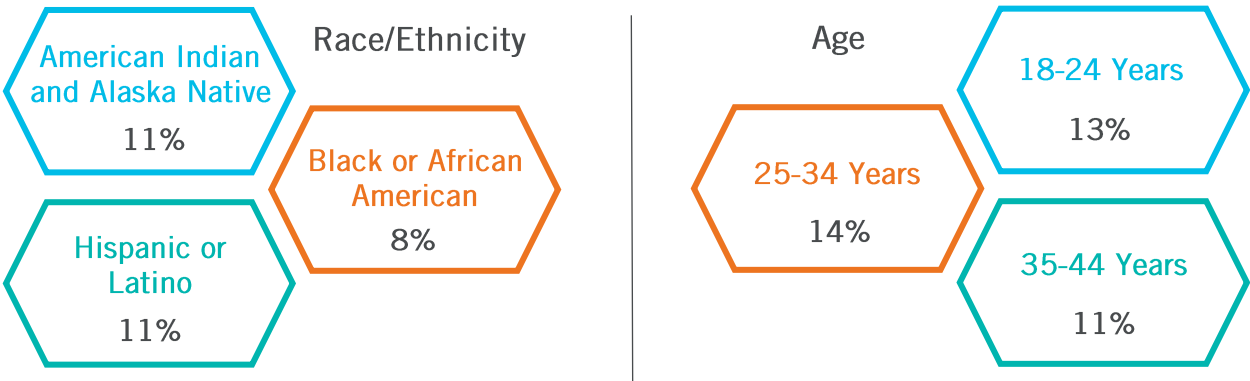 Race/Ethnicity
American Indian
and Alaska Native
11%
Black or African
American
8%
Hispanic or
Latino
11%
Age
18-24 Years
13%
25-34 Years
14%
35-44 Years
11%